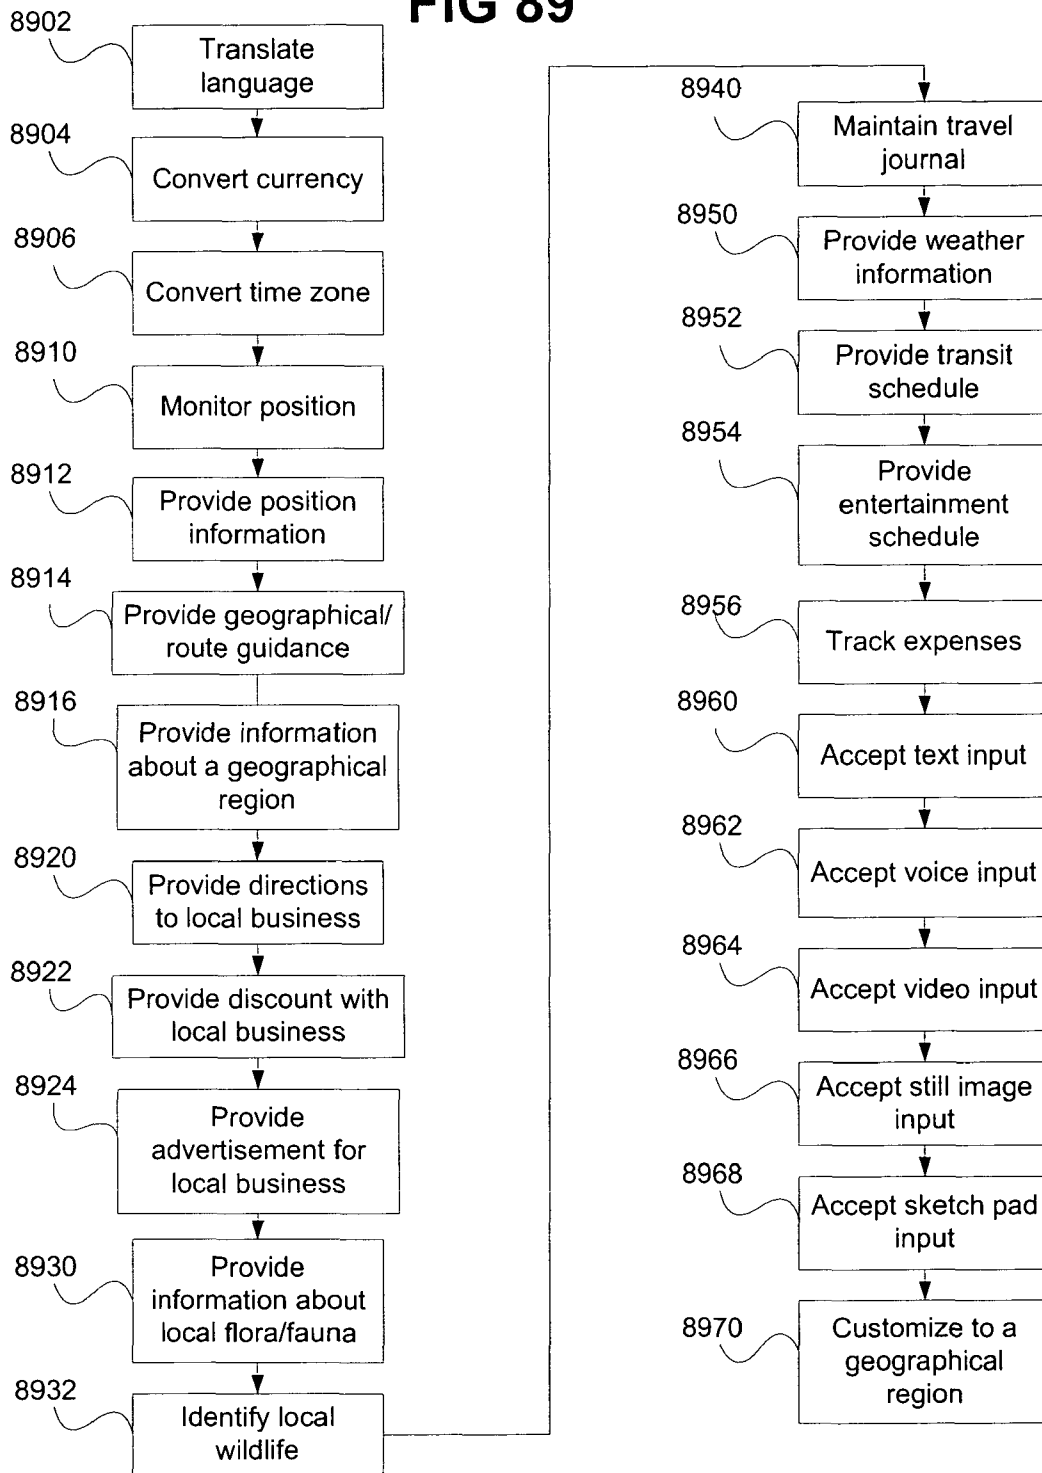 FIG 89
8902
Translate
language
8904
Convert currency
8906
Convert time zone
8910
Monitor position
8912
Provide position
information
8914
Provide geographical/
route guidance
8916
Provide information
about a geographical
region
8920
Provide directions
to local business
8922
Provide discount with
local business
8924
Provide
advertisement for
local business
8930
Provide
information about
local flora/fauna
8932
Identify local
wildlife
8940
Maintain travel
journal
8950
Provide weather
information
8952
Provide transit
schedule
8954
Provide
entertainment
schedule
8956
Track expenses
8960
Accept text input
8962
Accept voice input
8964
Accept video input
8966
Accept still image
input
8968
Accept sketch pad
input
8970
Customize to a
geographical
region